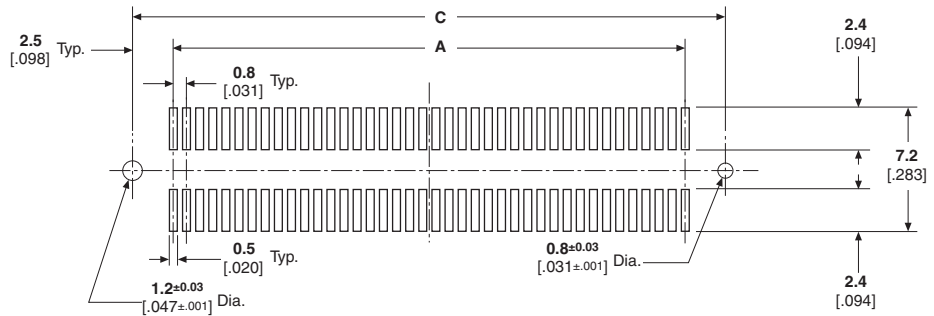 C
2.5
[.098] Typ.
A
2.4
[.094]
0.8
[.031] Typ.
7.2
[.283]
0.5
[.020] Typ.
0.8±0.03
[.031±.001] Dia.
1.2±0.03
[.047±.001] Dia.
2.4
[.094]